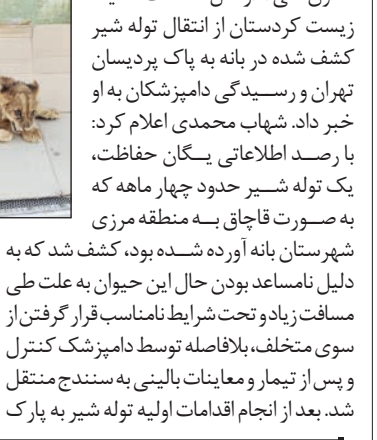 زیست کردستان از انتقال توله شیر
کشف شده در بانه به پاک پردیسان
تهران و رسیدگی دامپزشکان به او
خبر داد. شهاب محمدی اعلام کرد:
با رصد اطلاعاتی یگان حفاظت،
یک توله شیر حدود چهار ماهه که
به صورت قاچاق به منطقه مرزی
شهرستان بانه آورده شده بود، کشف شد که به
دلیل نامساعد بودن حال این حیوان به علت طی
مسافت زیاد و تحت شرایط نامناسب قرار گرفتن از
سوی متخلف، بلافاصله توسط دامپزشک کنترل
و پس از تیمار و معاینات بالینی به سنندج منتقل
شد. بعد از انجام اقدامات اولیه توله شیر به پارک